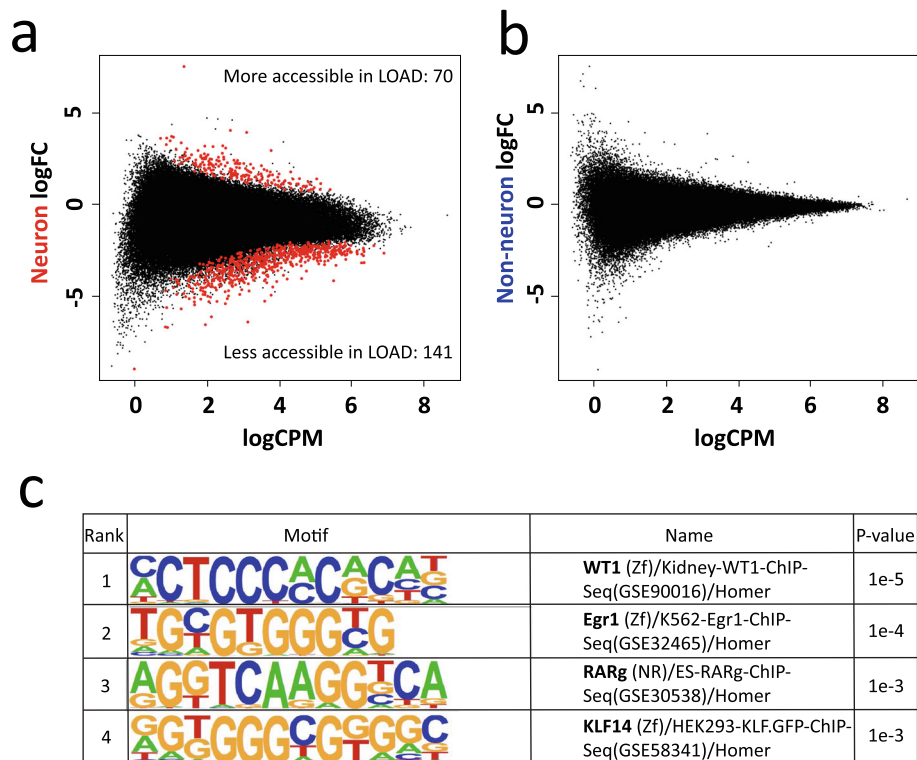 a
b
More accessible in LOAD: 70
Less accessible in LOAD: 141
Neuron logFC
5
0
-5
0
2
4
6
8
logCPM
Non-neuron logFC
5
0
-5
0
2
4
6
8
logCPM
c
Rank
Motif
Name
P-value
1
WT1 (Zf)/Kidney-WT1-ChIP-
Seq(GSE90016)/Homer
1e-5
2
Egr1 (Zf)/K562-Egr1-ChIP-
Seq(GSE32465)/Homer
1e-4
3
RARg (NR)/ES-RARg-ChIP-
Seq(GSE30538)/Homer
1e-3
4
KLF14 (Zf)/HEK293-KLF.GFP-ChIP-
Seq(GSE58341)/Homer
1e-3